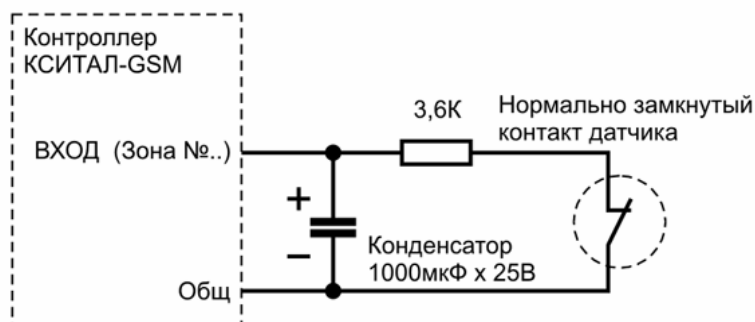 Контроллер
КСИТАЛ-GSM
3,6К
Нормально замкнутый
контакт датчика
ВХОД (Зона №..)
+
−
Конденсатор
1000мкФ х 25В
Общ